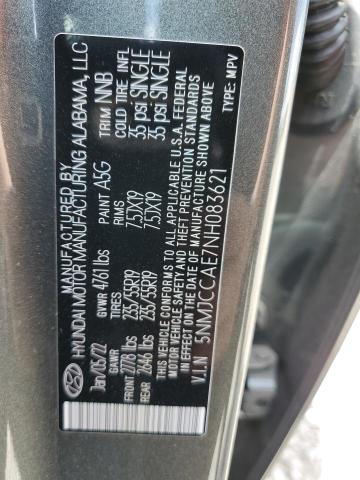 MANUFACTURED BY
HYUNDAI MOTOR MANUFACTURING ALABAMA, LLC
Jan/05/22 GVWR 4761 lbs PAINT A5G TRIM NNB
GAWR TIRES RIMS COLD TIRE INFL
FRONT 2778 lbs 235/55R19 7.5JX19 35 psi SINGLE
REAR 2646 lbs 235/55R19 7.5JX19 35 psi SINGLE
THIS VEHICLE CONFORMS TO ALL APPLICABLE U.S.A. FEDERAL
MOTOR VEHICLE SAFETY AND THEFT PREVENTION STANDARDS
IN EFFECT ON THE DATE OF MANUFACTURE SHOWN ABOVE
V.I.N 5NMJCCAE7NH083621 TYPE: MPV